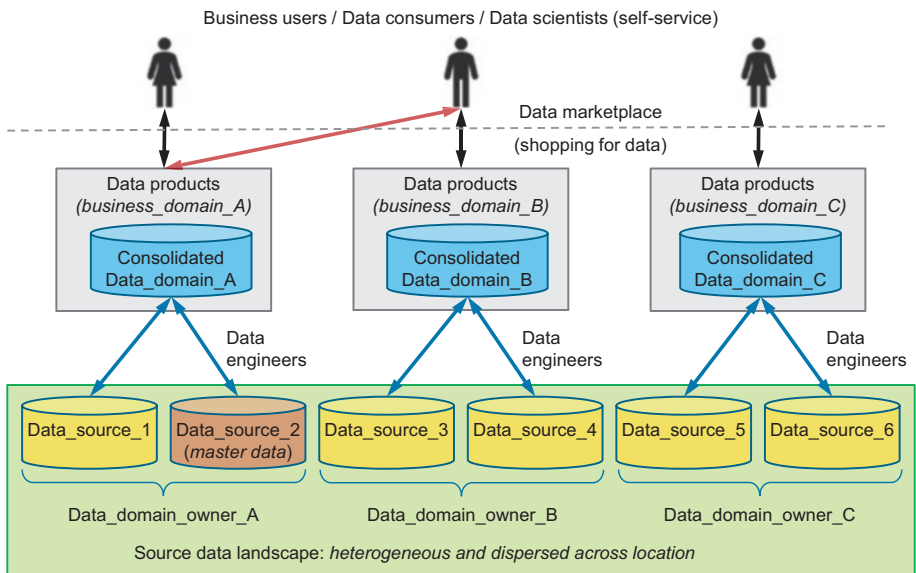 Business users / Data consumers / Data scientists (self-service)
Data marketplace
(shopping for data)
Data products
(business_domain_A)
Consolidated
Data_domain_A
Data products
(business_domain_B)
Consolidated
Data_domain_B
Data products
(business_domain_C)
Consolidated
Data_domain_C
Data
engineers
Data
engineers
Data
engineers
Data_source_1
Data_source_2
(master data)
Data_source_3
Data_source_4
Data_source_5
Data_source_6
Data_domain_owner_A
Data_domain_owner_B
Data_domain_owner_C
Source data landscape: heterogeneous and dispersed across location